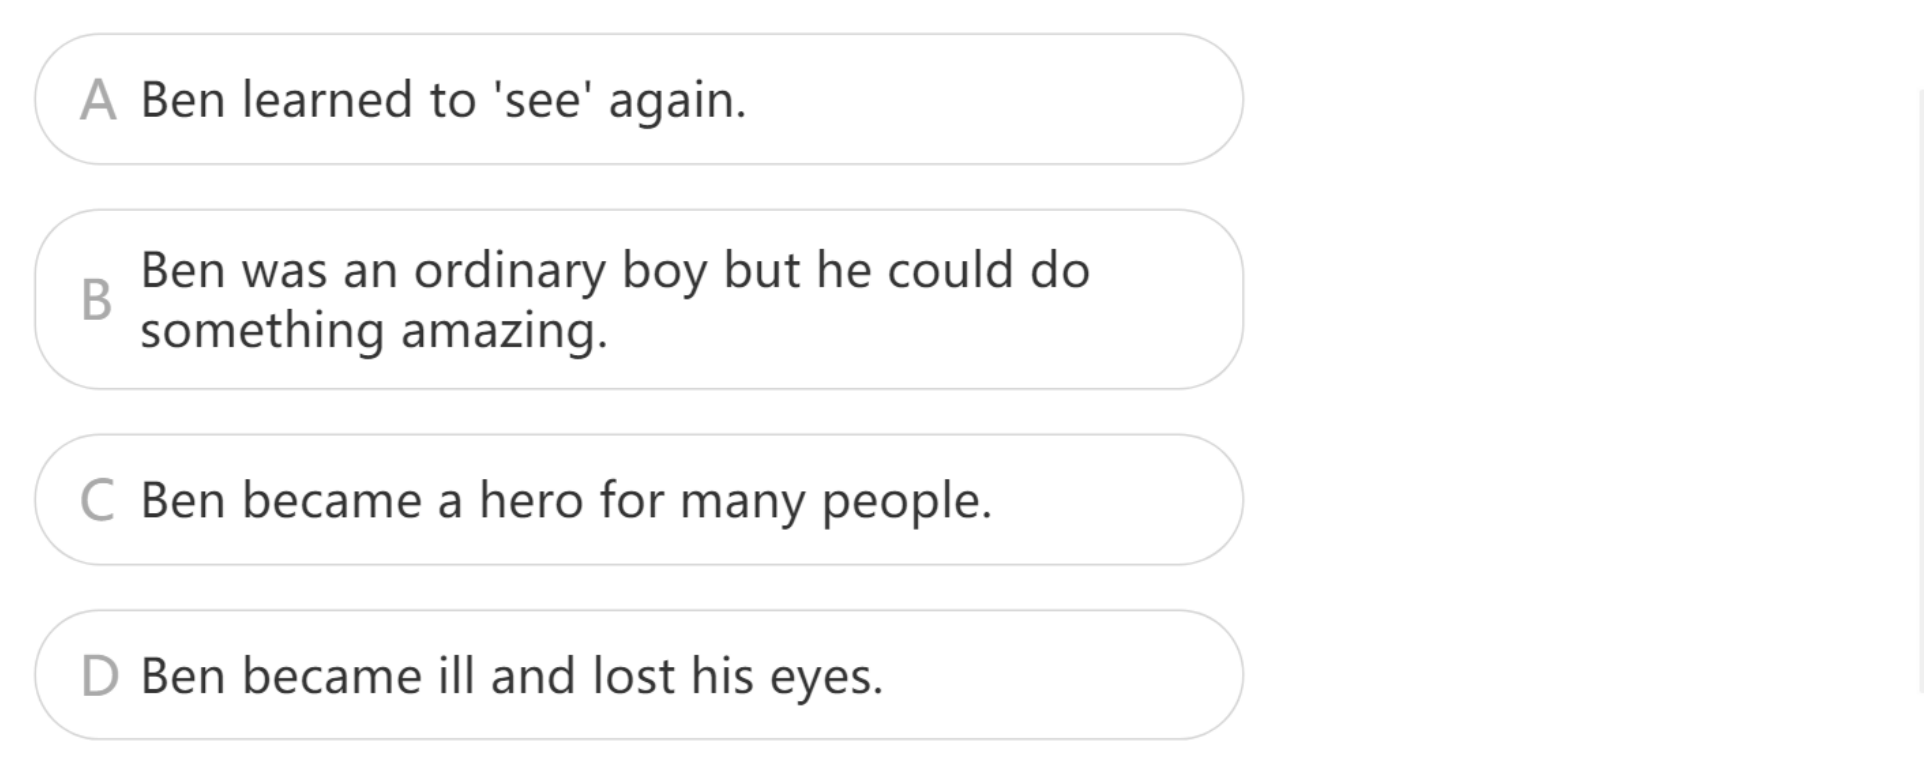 A Ben learned to 'see' again.
B Ben was an ordinary boy but he could do
something amazing.
C Ben became a hero for many people.
D Ben became ill and lost his eyes.